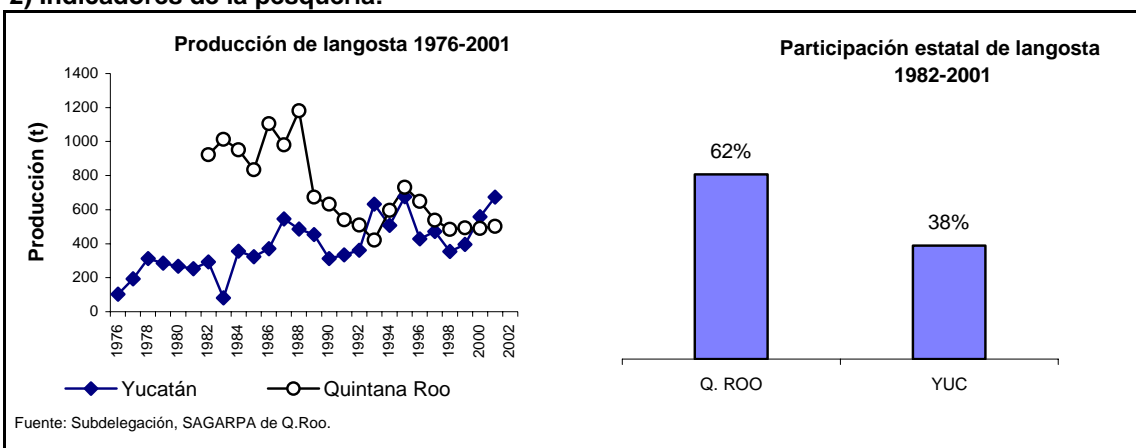 2) Indicadores de la pesquería:
Producción de langosta 1976-2001
Producción (t)
1400
1200
1000
800
600
400
200
0
1976
1978
1980
1982
1984
1986
1988
1990
1992
1994
1996
1998
2000
2002
Yucatán
Quintana Roo
Participación estatal de langosta
1982-2001
62%
38%
Q. ROO
YUC
Fuente: Subdelegación, SAGARPA de Q.Roo.